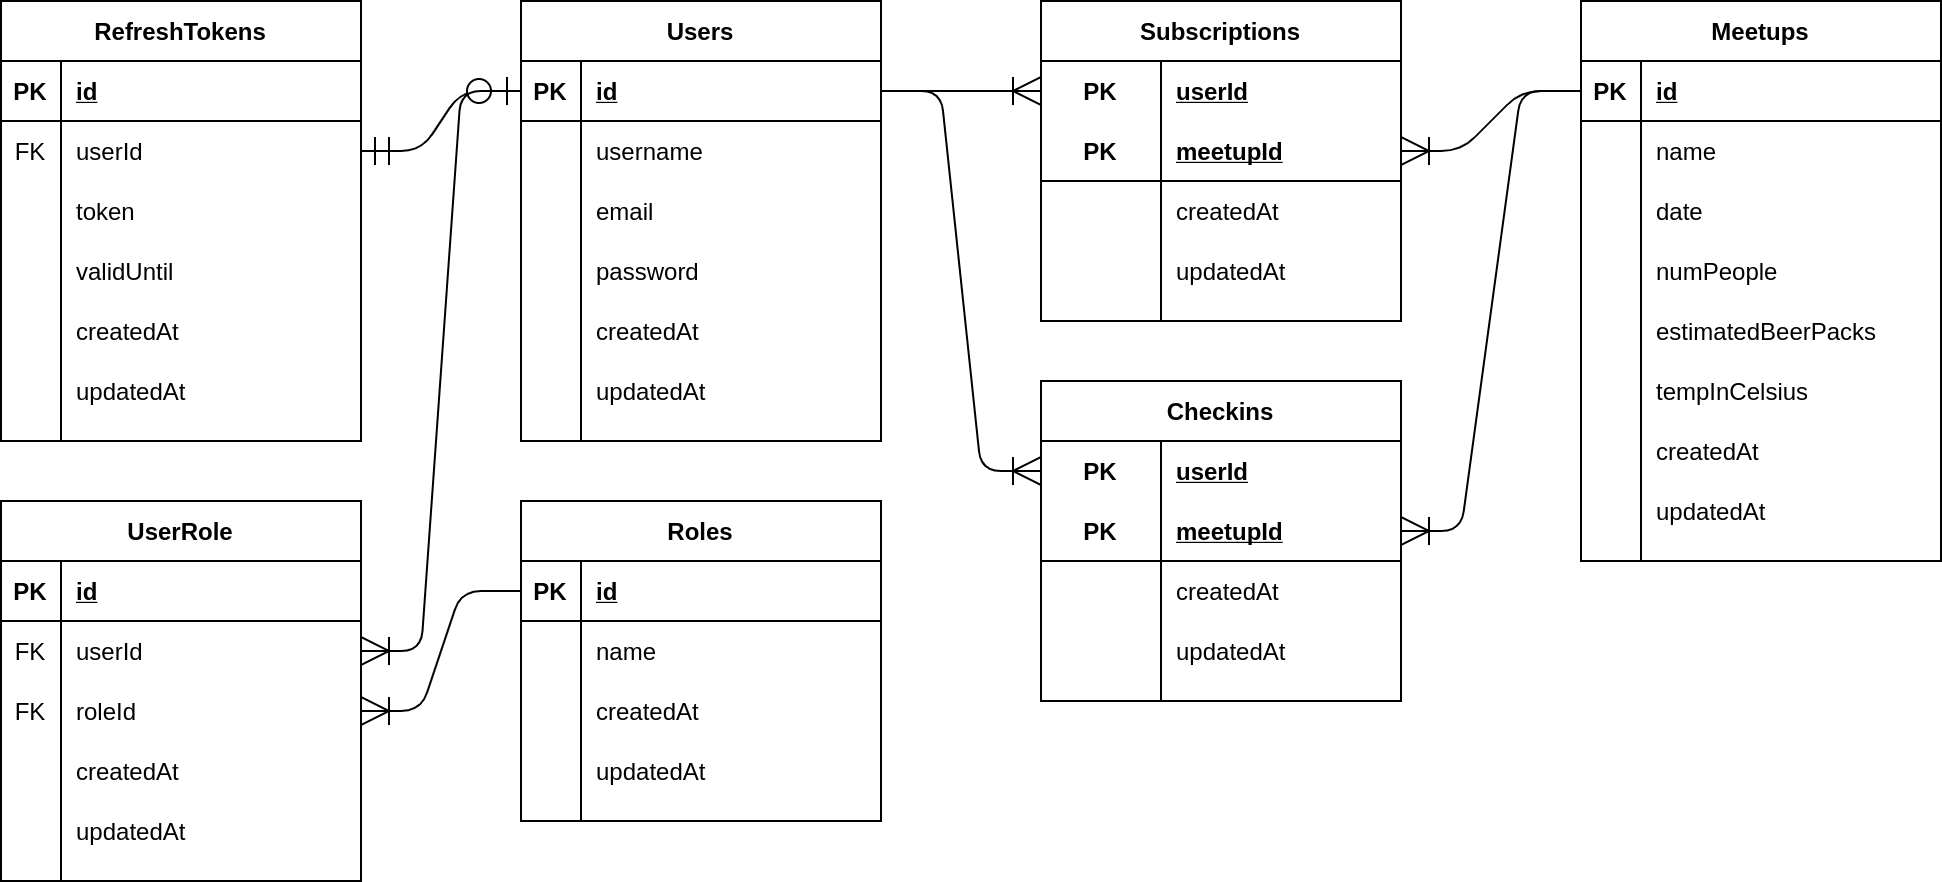 RefreshTokens
PK id
FK userId
token
validUntil
createdAt
updatedAt
Users
PK id
username
email
password
createdAt
updatedAt
Subscriptions
PK userId
PK meetupId
createdAt
updatedAt
Meetups
PK id
name
date
numPeople
estimatedBeerPacks
tempInCelsius
createdAt
updatedAt
UserRole
PK id
FK userId
FK roleId
createdAt
updatedAt
Roles
PK id
name
createdAt
updatedAt
Checkins
PK userId
PK meetupId
createdAt
updatedAt